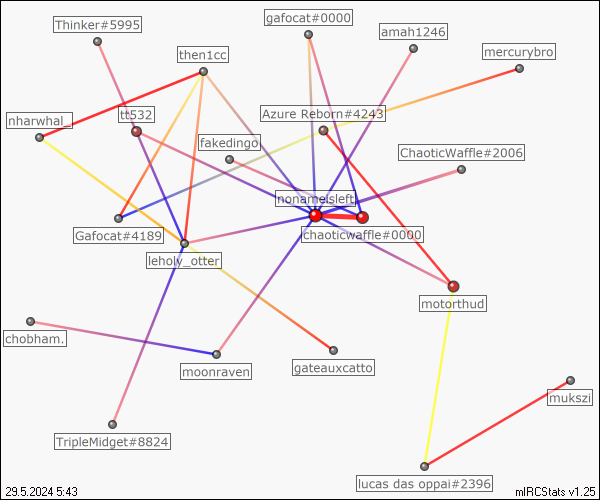 gafocat#0000
Thinker#5995
amah1246
mercurybro
then1cc
nharwhal_
tt532
Azure Reborn#4243
fakedingo
ChaoticWaffle#2006
nonameisleft
Gafocat#4189
chaoticwaffle#0000
leholy_otter
motorthud
chobham.
moonraven
gateauxcatto
mukszi
TripleMidget#8824
lucas das oppai#2396
29.5.2024 5:43
mIRCStats v1.25